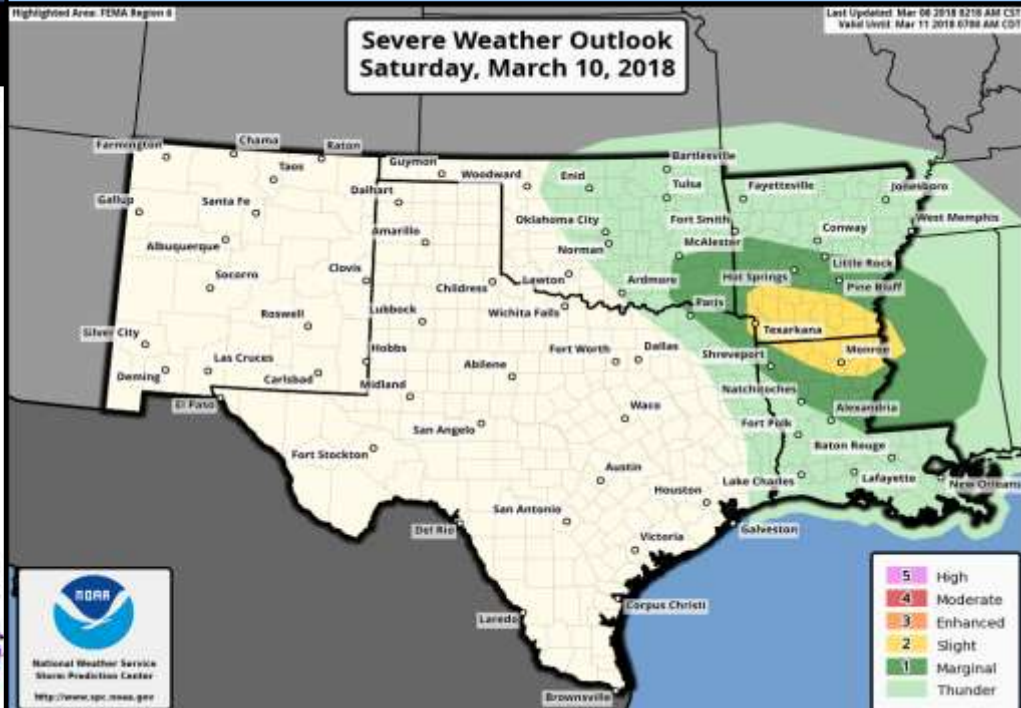 Highlighted Area: FEMA Region 6
Last Updated: Mar 08 2018 0218 AM CST
Valid Until: Mar 11 2018 0700 AM CDT
Severe Weather Outlook
Saturday, March 10, 2018
Farmington
Chama
Raton
Taos
Guymon
Woodward
Enid
Bartlesville
Gallup
Santa Fe
Dalhart
Tulsa
Fayetteville
Jonesboro
Albuquerque
Amarillo
Oklahoma City
Fort Smith
Conway
West Memphis
Norman
McAlester
Little Rock
Socorro
Clovis
Childress
Lawton
Ardmore
Hot Springs
Pine Bluff
Roswell
Lubbock
Wichita Falls
Paris
Texarkana
Silver City
Las Cruces
Hobbs
Abilene
Fort Worth
Dallas
Shreveport
Monroe
Deming
Carlsbad
Midland
Natchitoches
El Paso
San Angelo
Waco
Fort Polk
Alexandria
Fort Stockton
Baton Rouge
Austin
Houston
Lake Charles
Lafayette
New Orleans
Del Rio
San Antonio
Victoria
Galveston
Laredo
Corpus Christi
Brownsville
NOAA
National Weather Service
Storm Prediction Center
http://www.spc.noaa.gov
5 High
4 Moderate
3 Enhanced
2 Slight
1 Marginal
Thunder